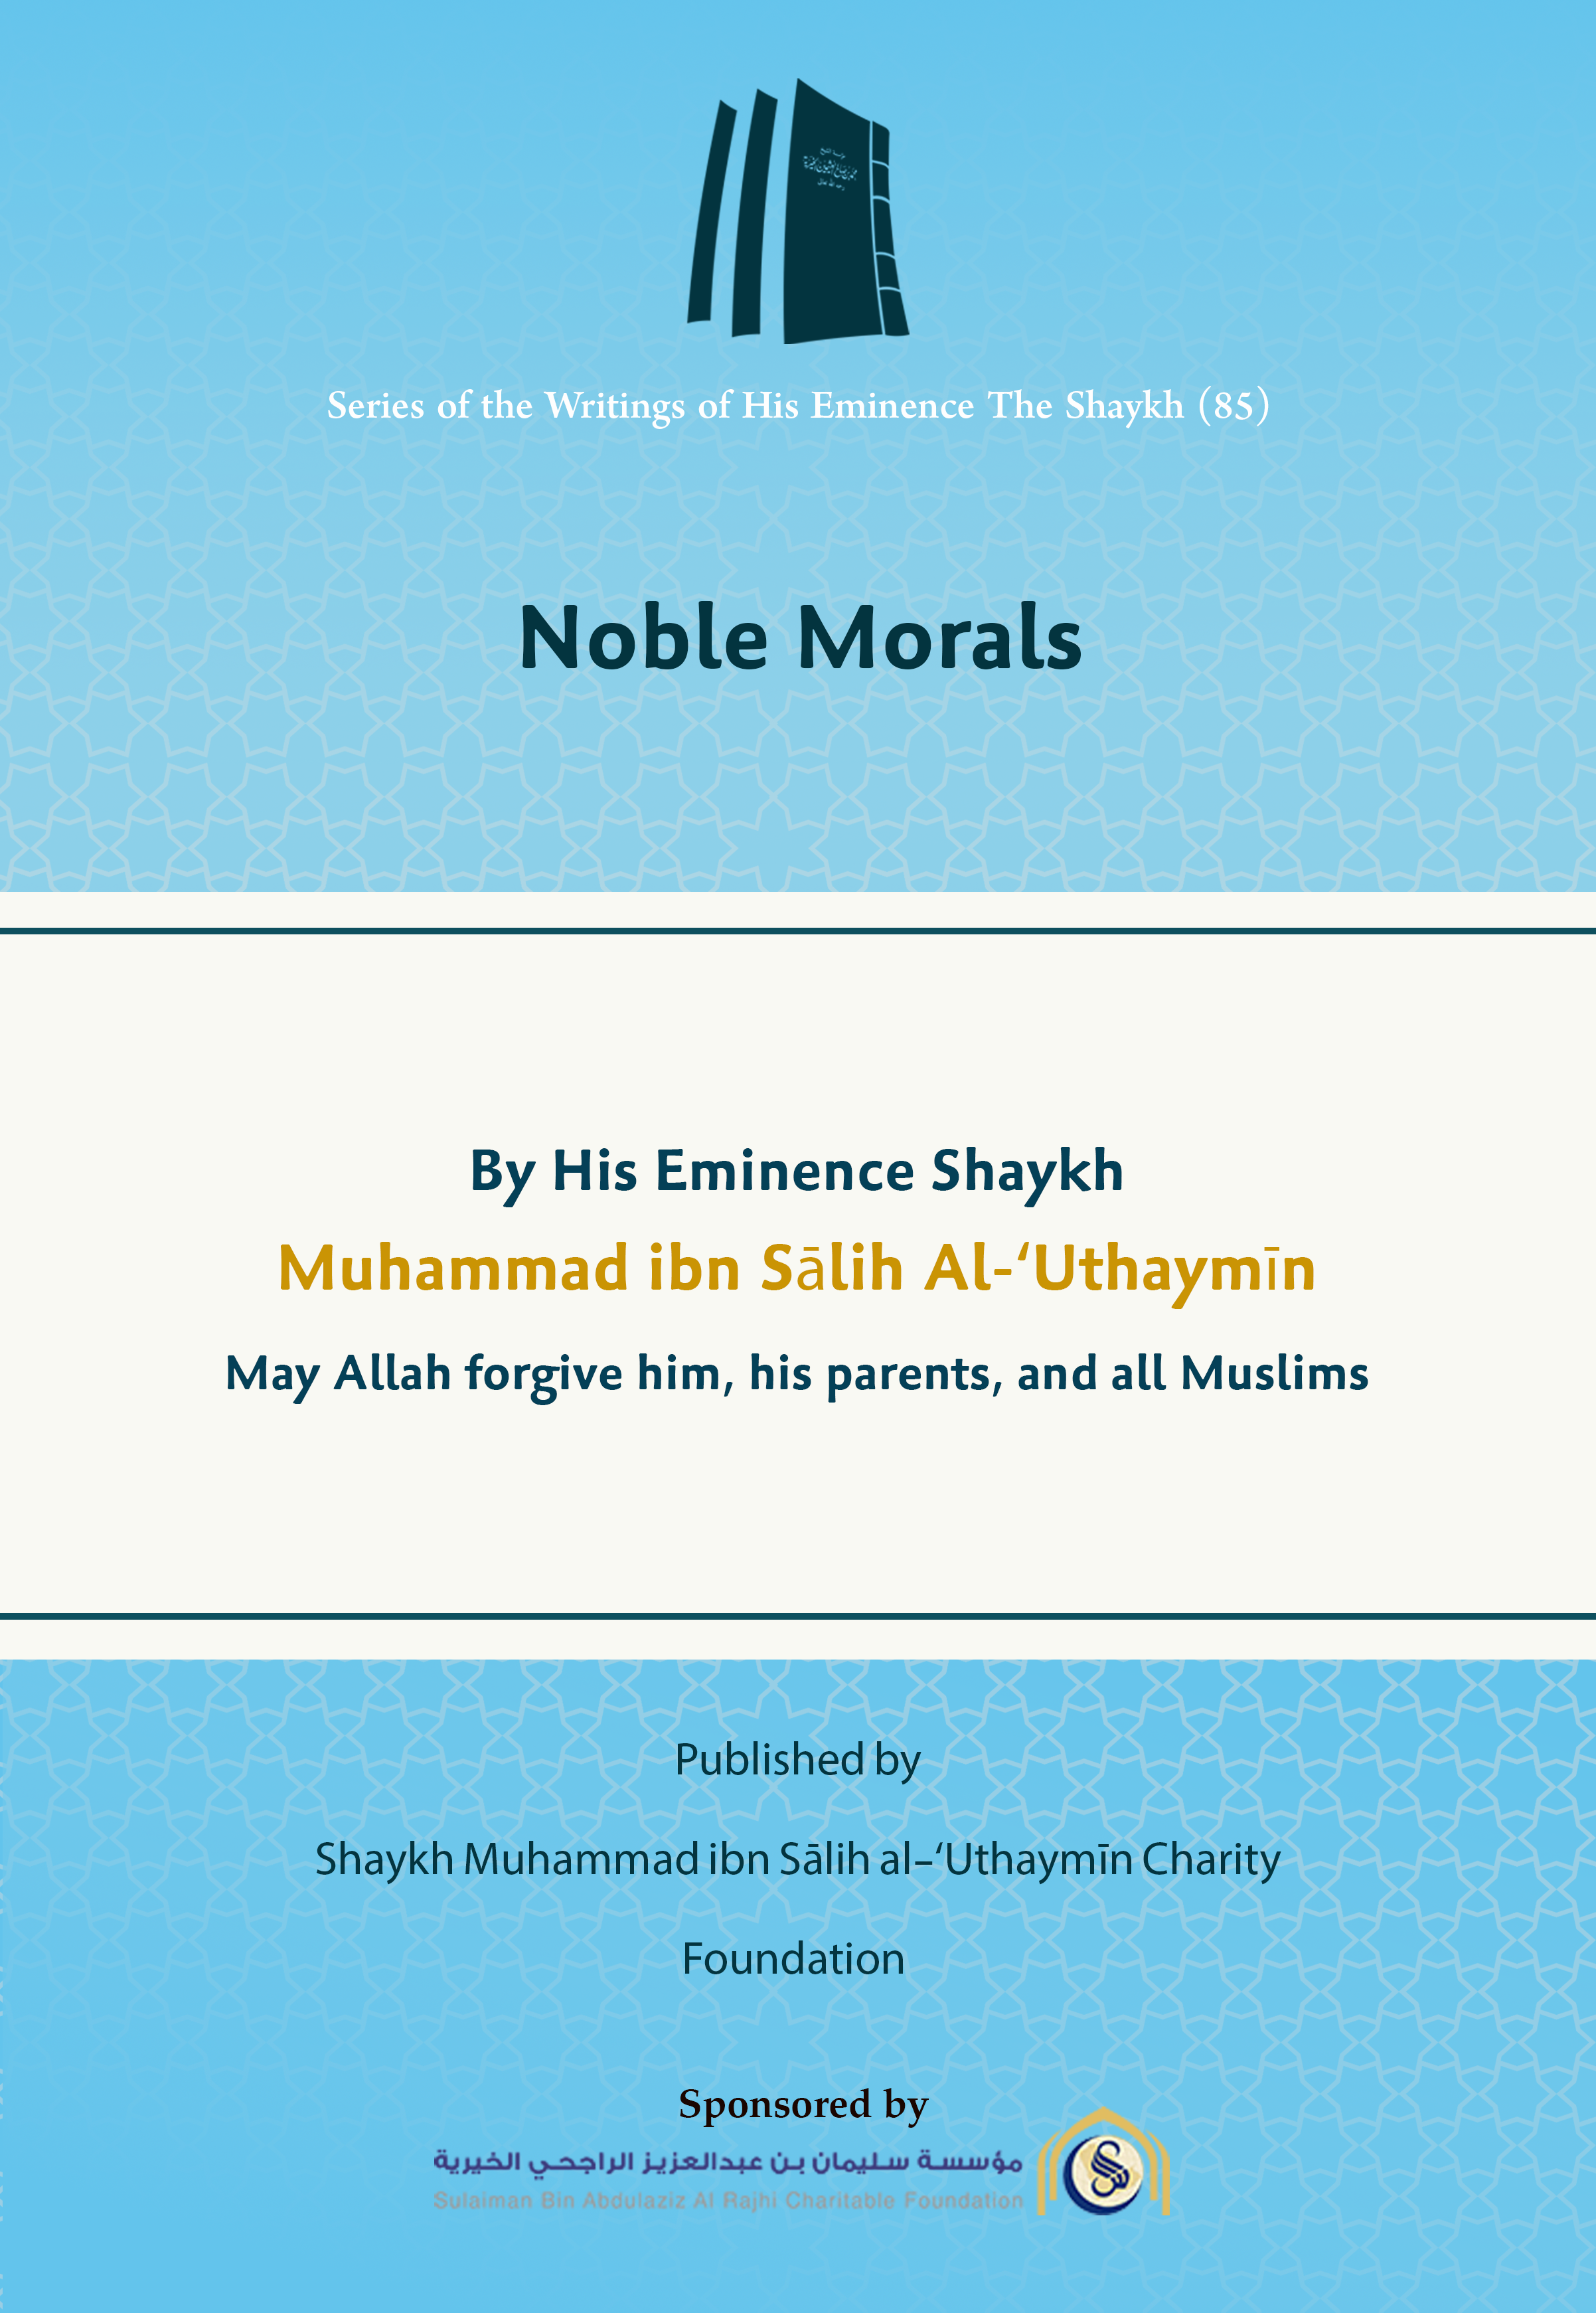 Series of the Writings of His Eminence The Shaykh (85)
Noble Morals
By His Eminence Shaykh
Muhammad ibn Sālih Al-‘Uthaymīn
May Allah forgive him, his parents, and all Muslims
Published by
Shaykh Muhammad ibn Sālih al–‘Uthaymīn Charity
Foundation
Sponsored by
مؤسسة سليمان بن عبدالعزيز الراجحي الخيرية
Sulaiman Bin Abdulaziz Al Rajhi Charitable Foundation